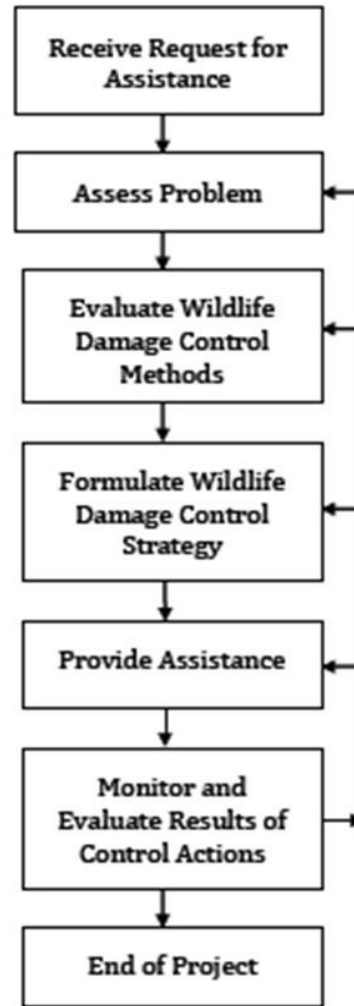 Receive Request for
Assistance
Assess Problem
Evaluate Wildlife
Damage Control
Methods
Formulate Wildlife
Damage Control
Strategy
Provide Assistance
Monitor and
Evaluate Results of
Control Actions
End of Project